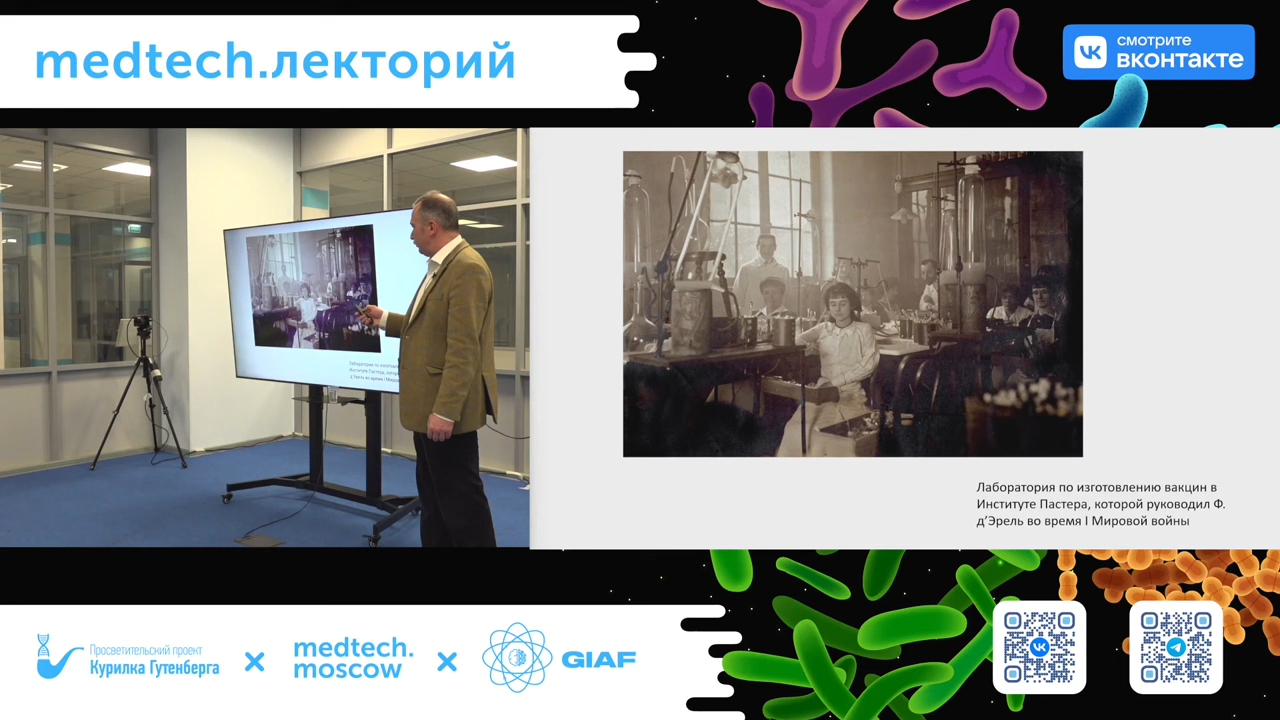 medtech.лекторий
смотрите
вконтакте
Лаборатория по изготовлению вакцин в
Институте Пастера, которой руководил Ф.
д’Эрель во время I Мировой войны
Просветительский проект
Курилка Гутенберга
×
medtech.
moscow
×
GIAF